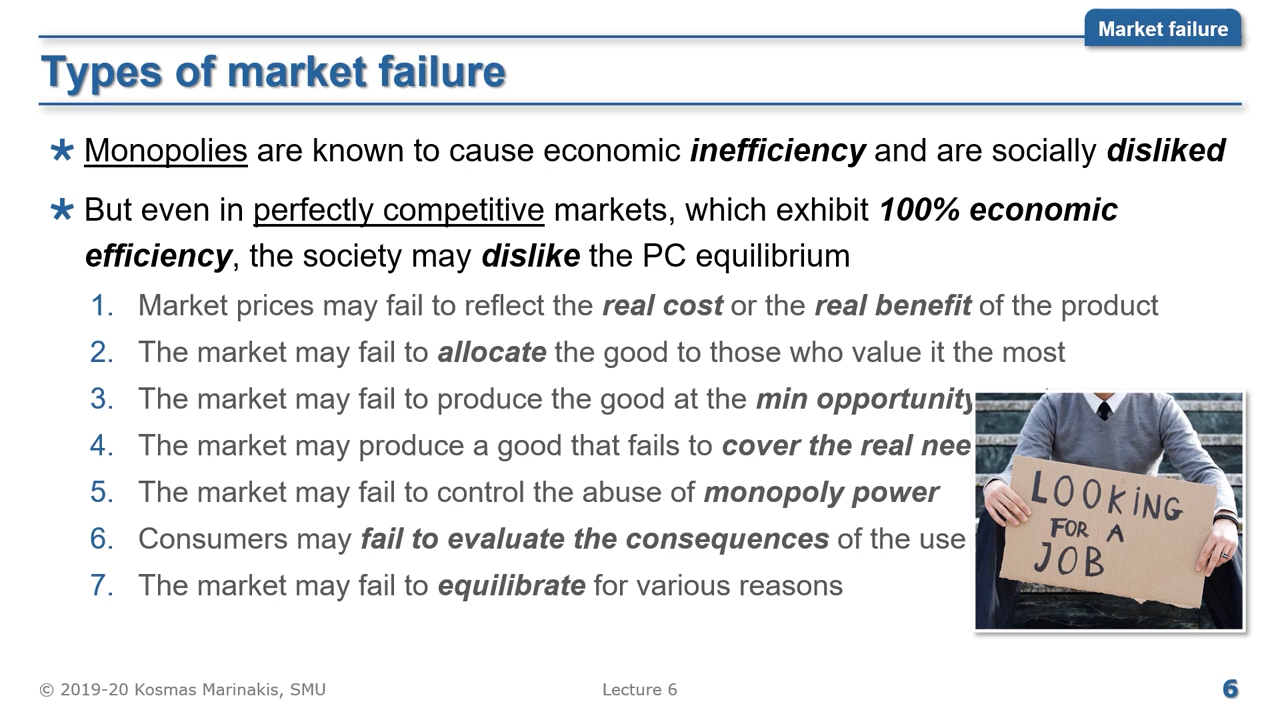 Market failure
Types of market failure
* Monopolies are known to cause economic inefficiency and are socially disliked
* But even in perfectly competitive markets, which exhibit 100% economic
efficiency, the society may dislike the PC equilibrium
1. Market prices may fail to reflect the real cost or the real benefit of the product
2. The market may fail to allocate the good to those who value it the most
3. The market may fail to produce the good at the min opportunity
4. The market may produce a good that fails to cover the real
5. The market may fail to control the abuse of monopoly power
6. Consumers may fail to evaluate the consequences of the use
7. The market may fail to equilibrate for various reasons
LOOKING
FOR A
JOB
© 2019-20 Kosmas Marinakis, SMU
Lecture 6
6